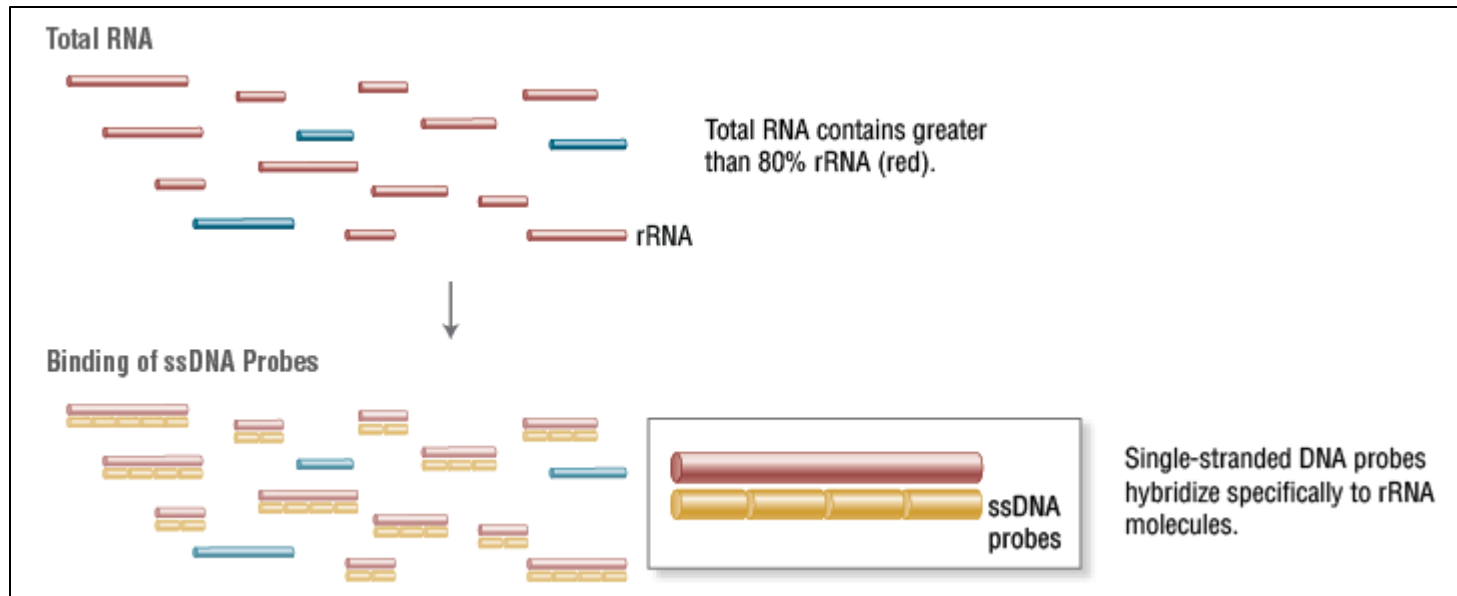 Total RNA
Total RNA contains greater
than 80% rRNA (red).
rRNA
Binding of ssDNA Probes
ssDNA
probes
Single-stranded DNA probes
hybridize specifically to rRNA
molecules.